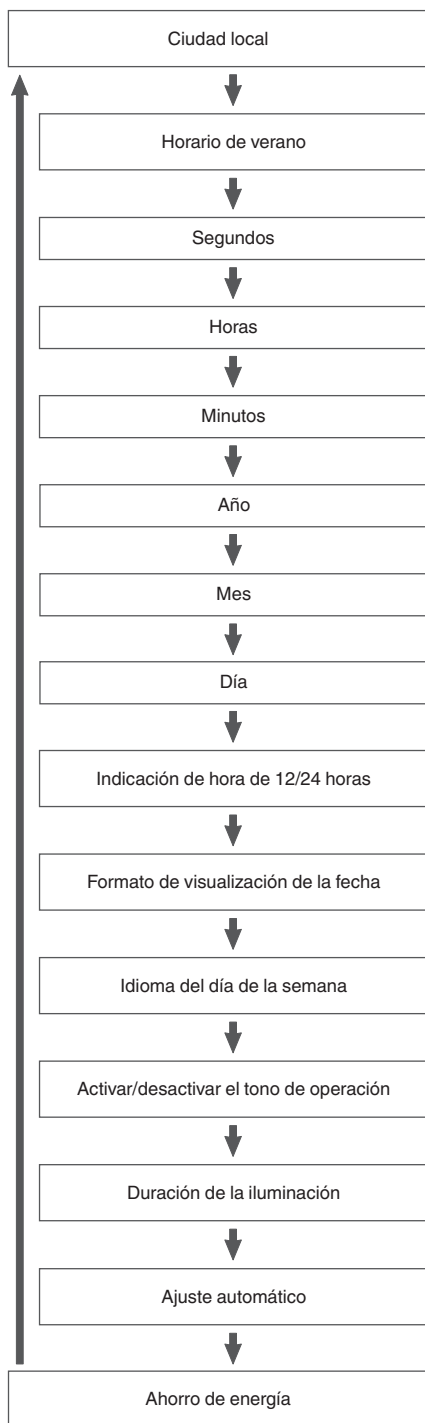 Ciudad local
Horario de verano
Segundos
Horas
Minutos
Año
Mes
Día
Indicación de hora de 12/24 horas
Formato de visualización de la fecha
Idioma del día de la semana
Activar/desactivar el tono de operación
Duración de la iluminación
Ajuste automático
Ahorro de energía